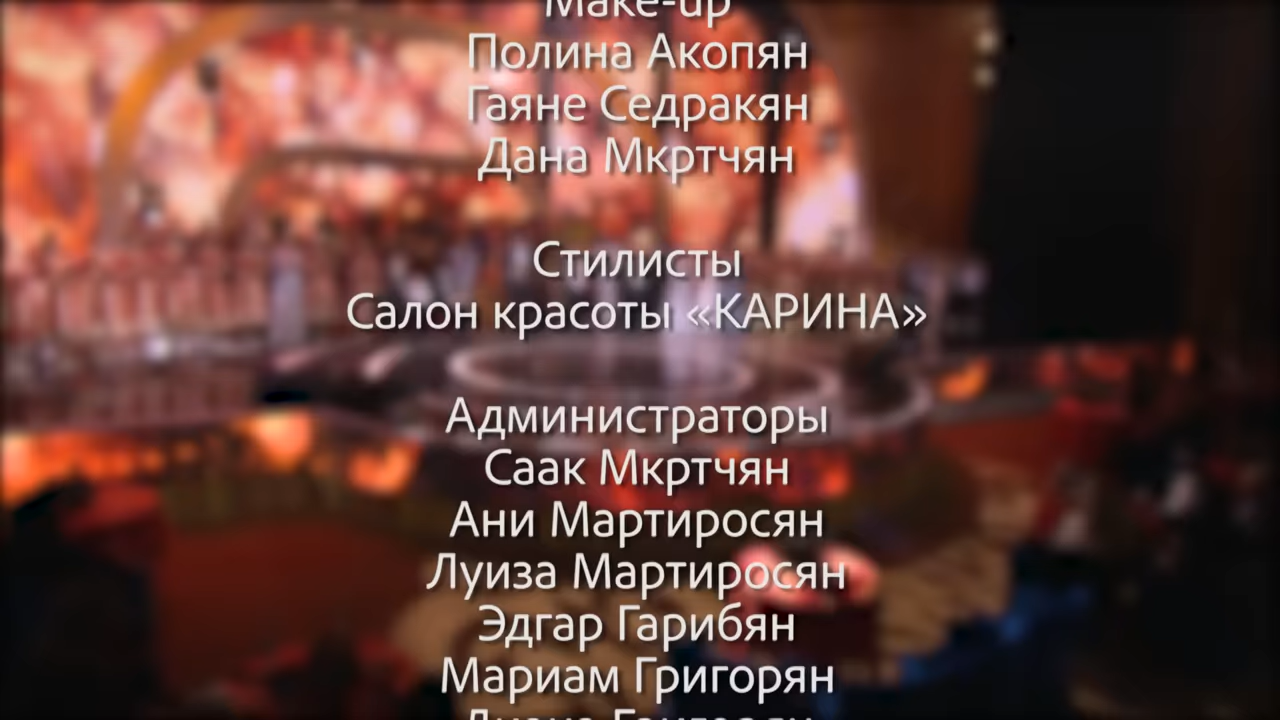 Make-up
Полина Акопян
Гаяне Седракян
Дана Мкртчян
Стилисты
Салон красоты «КАРИНА»
Администраторы
Саак Мкртчян
Ани Мартиросян
Луиза Мартиросян
Эдгар Гарибян
Мариам Григорян